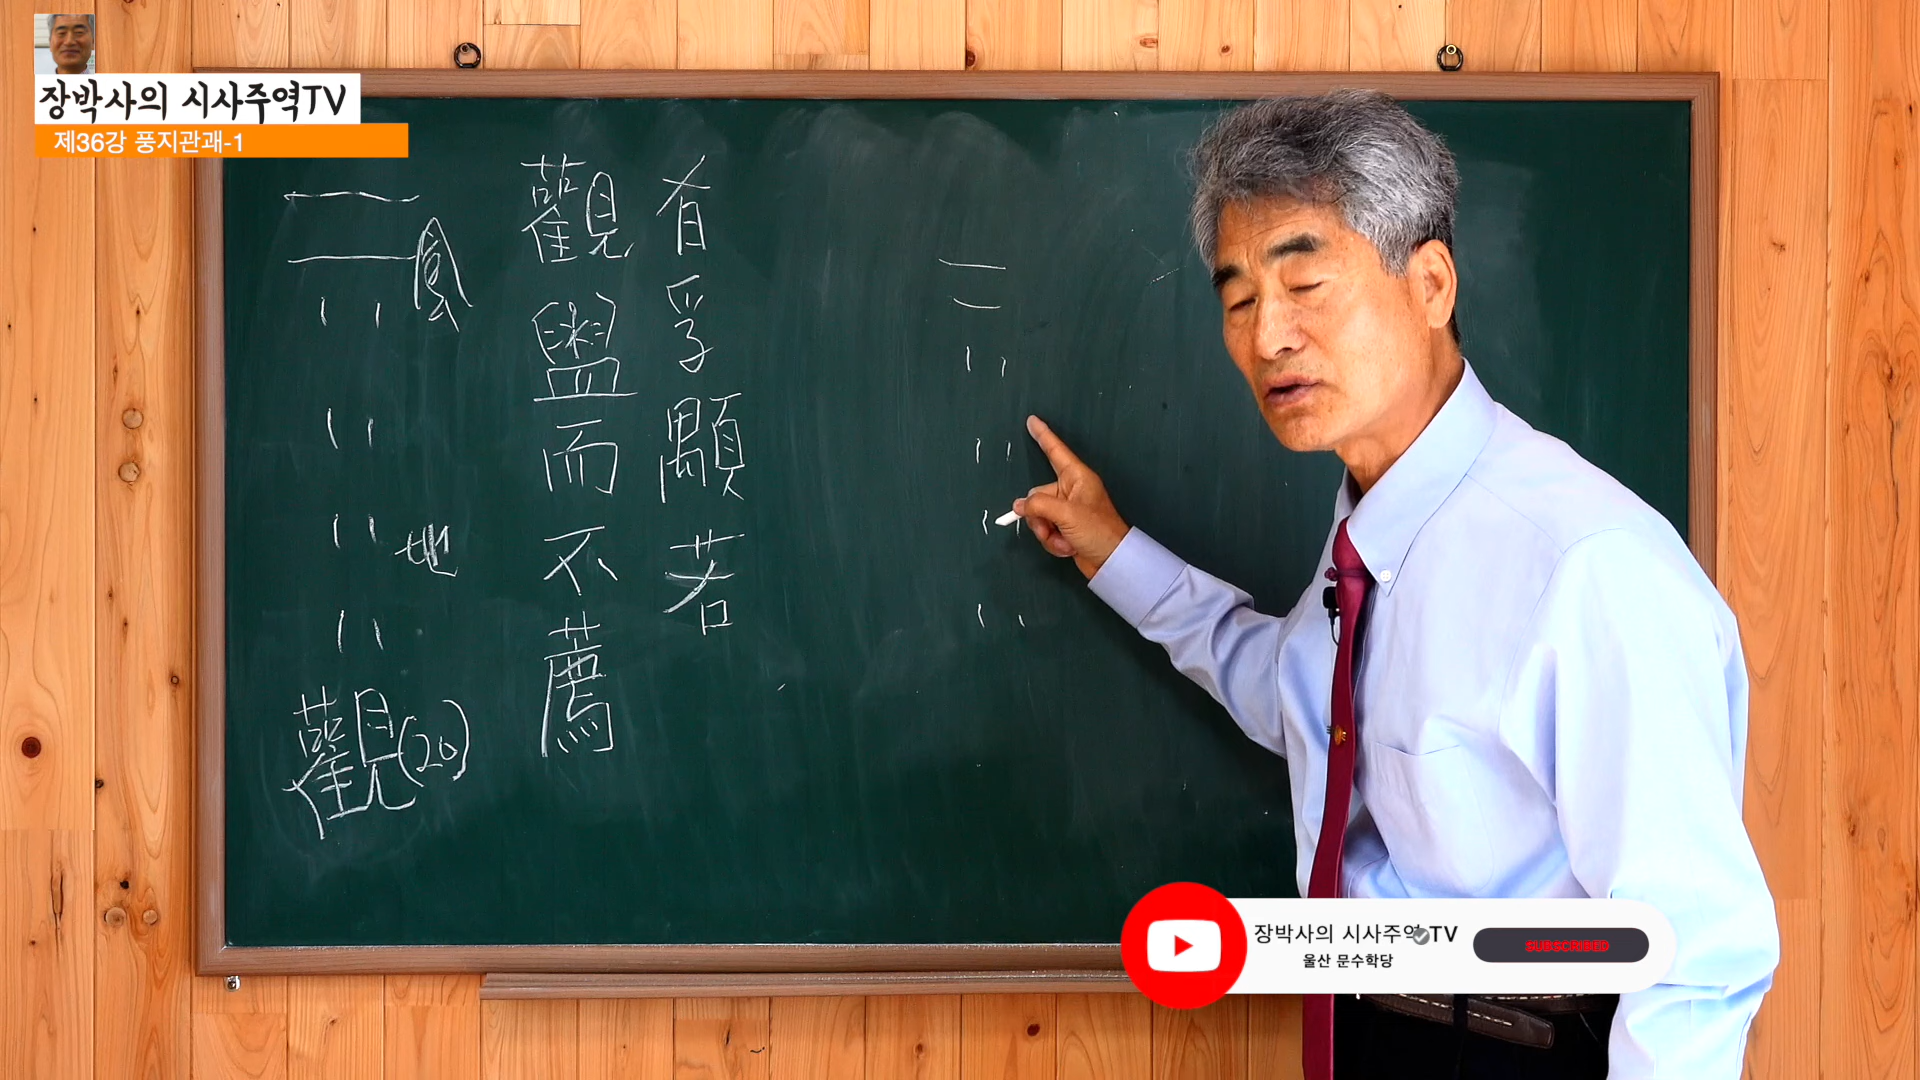 장박사의 시사주역TV
제36강 풍지관괘-1
風
地
觀(20)
觀盥而不薦
有孚顒若
장박사의 시사주역TV
울산 문수학당
SUBSCRIBED